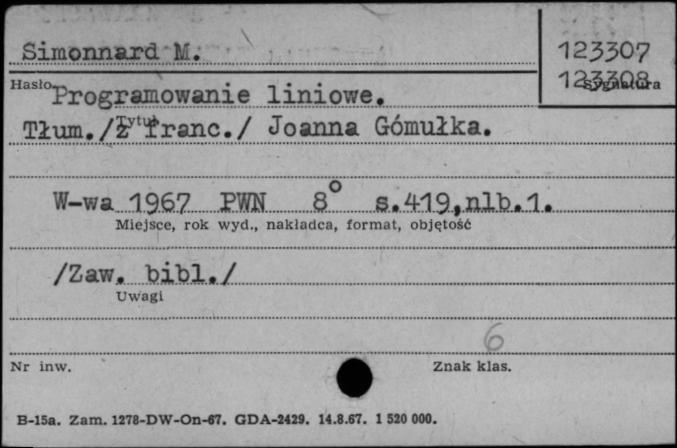 Simonnard M.
123307
123308
Hasło
Sygnatura
Programowanie liniowe.
Tytuł
Tłum./z franc./ Joanna Gómułka.
W-wa 1967 PWN 8° s.419,nlb.1.
Miejsce, rok wyd., nakładca, format, objętość
/Zaw. bibl./
Uwagi
6
Nr inw.
Znak klas.
B-15a. Zam. 1278-DW-On-67. GDA-2429. 14.8.67. 1 520 000.